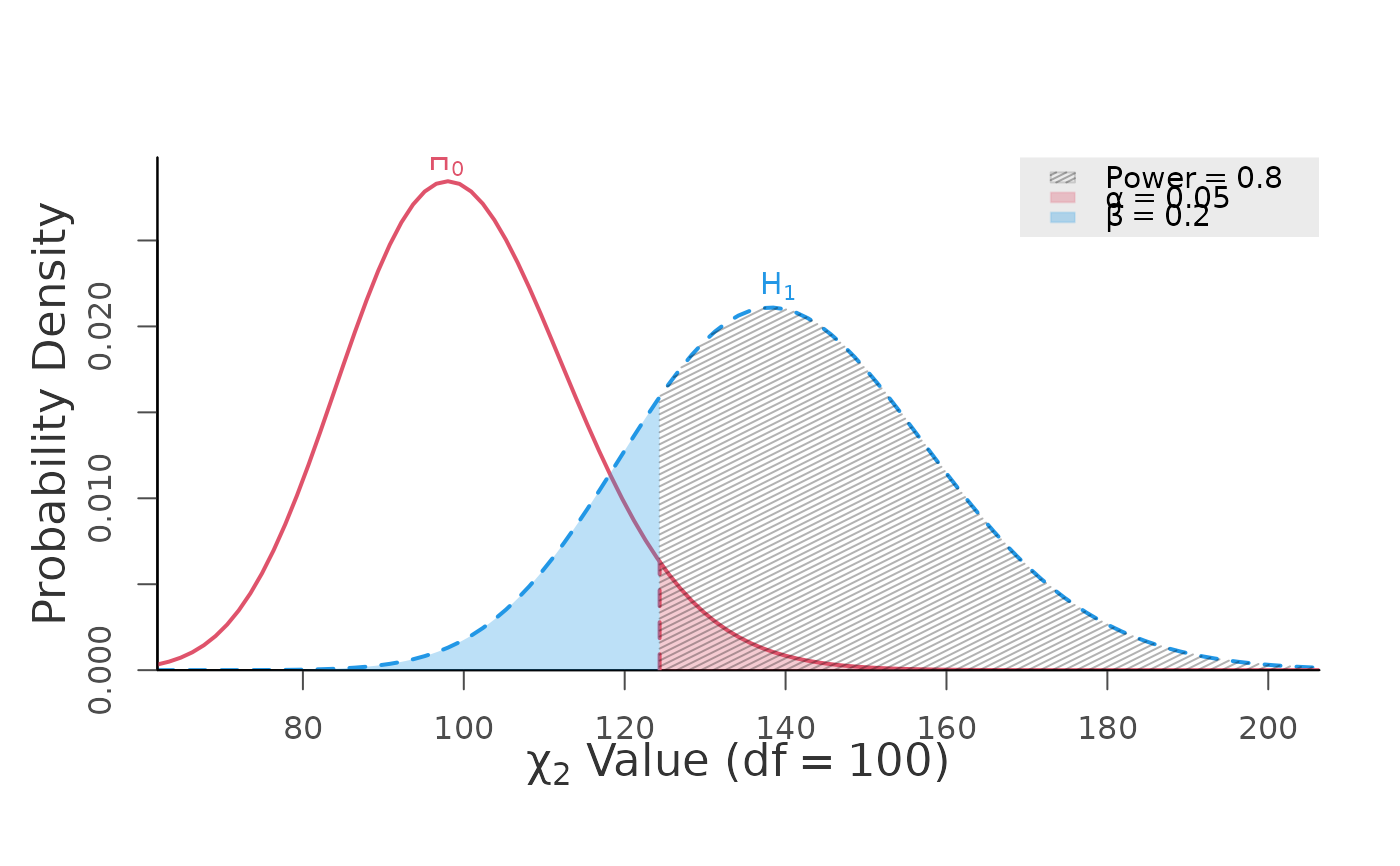 H₀
Power = 0.8
α = 0.05
β = 0.2
H₁
Probability Density
0.020
0.010
0.000
80 100 120 140 160 180 200
χ₂ Value (df = 100)